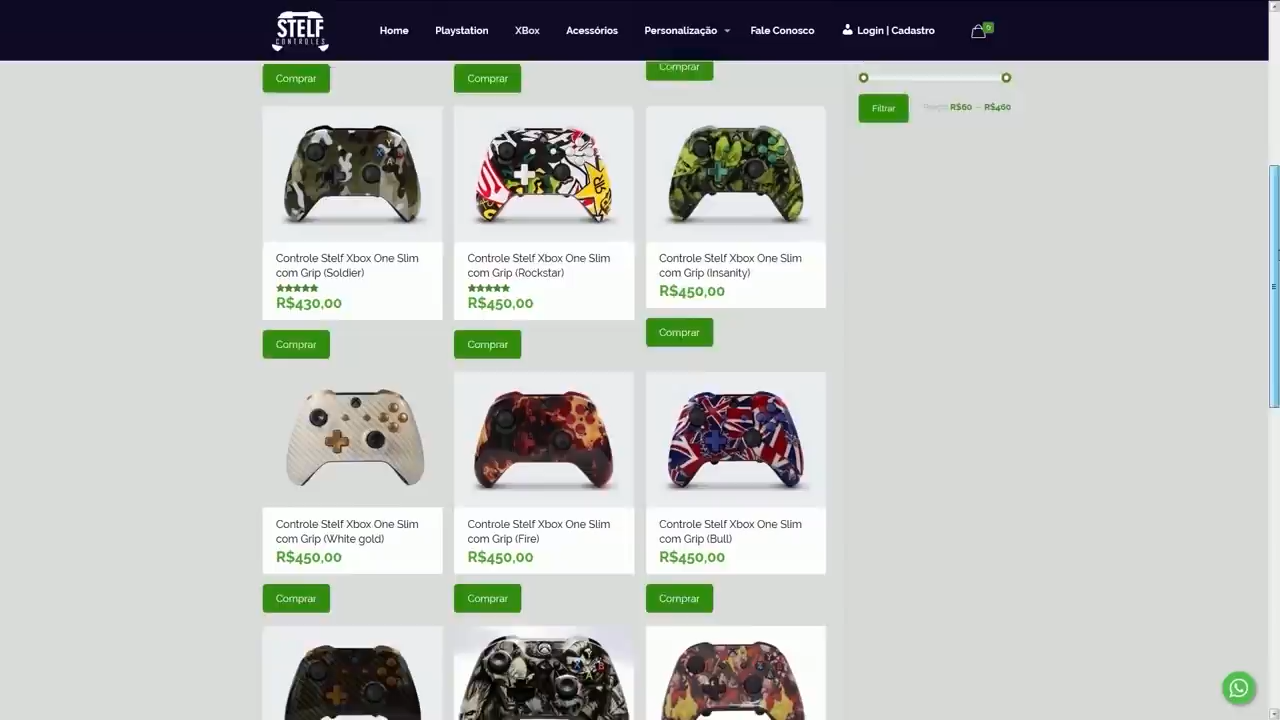 STELF
CONTROLES
Home
Playstation
XBox
Acessórios
Personalização
Fale Conosco
Login | Cadastro
0
Comprar
Comprar
Comprar
Filtrar
Preço: R$60 — R$460
Controle Stelf Xbox One Slim
com Grip (Soldier)
R$430,00
Comprar
Controle Stelf Xbox One Slim
com Grip (Rockstar)
R$450,00
Comprar
Controle Stelf Xbox One Slim
com Grip (Insanity)
R$450,00
Comprar
Controle Stelf Xbox One Slim
com Grip (White gold)
R$450,00
Comprar
Controle Stelf Xbox One Slim
com Grip (Fire)
R$450,00
Comprar
Controle Stelf Xbox One Slim
com Grip (Bull)
R$450,00
Comprar